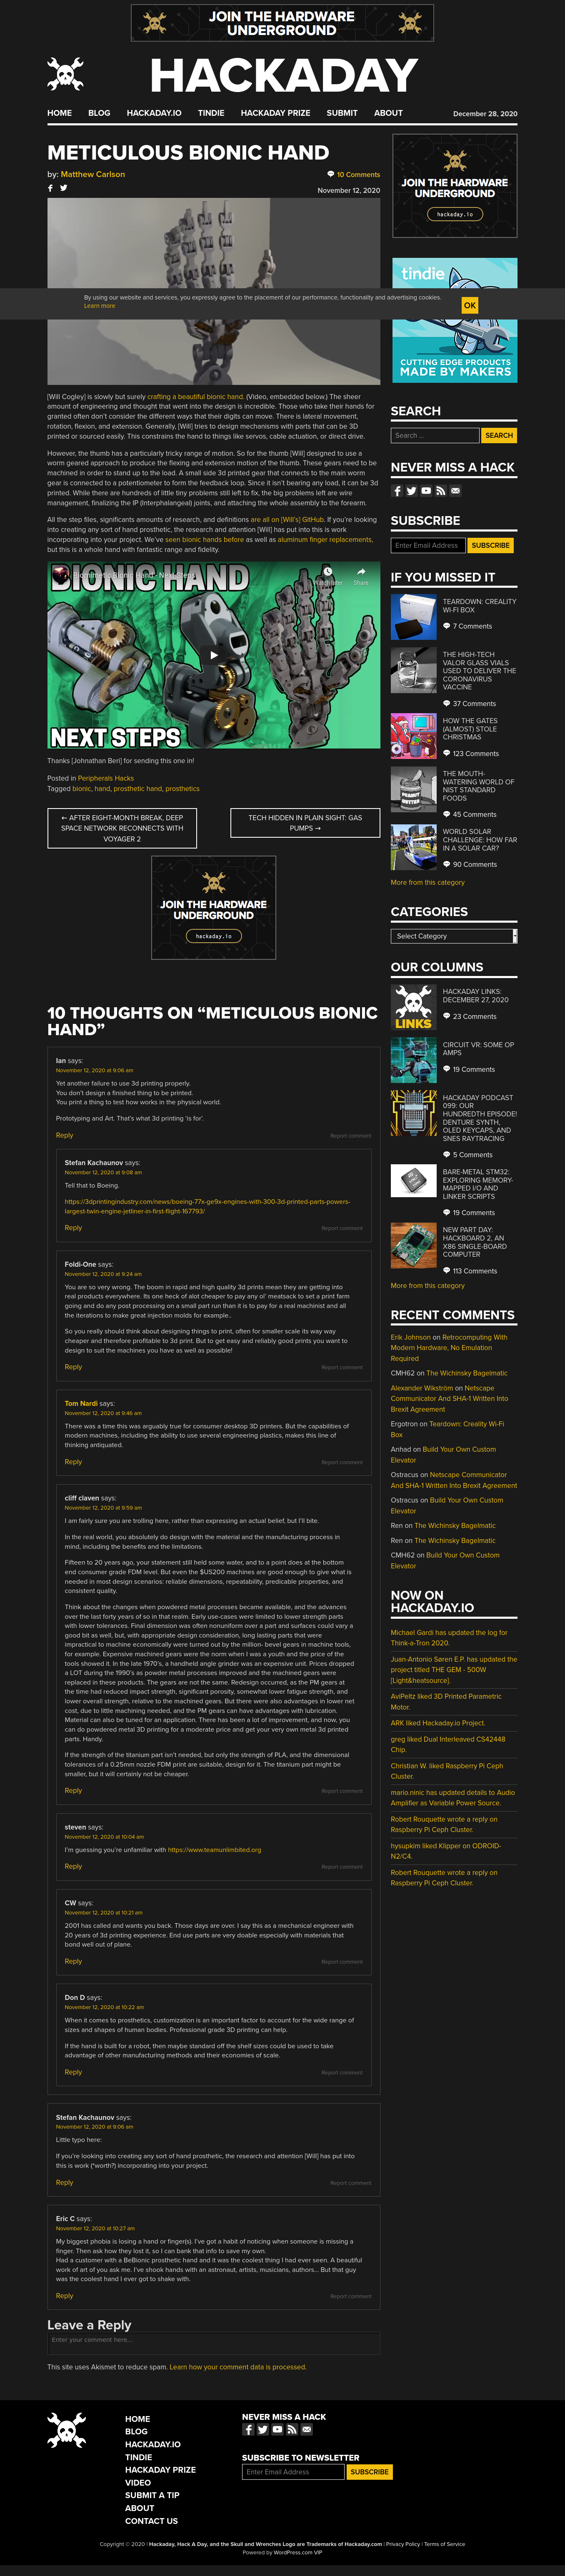 JOIN THE HARDWARE
UNDERGROUND
HACKADAY
HOME
BLOG
HACKADAY.IO
TINDIE
HACKADAY PRIZE
SUBMIT
ABOUT
December 28, 2020
METICULOUS BIONIC HAND
by: Matthew Carlson
10 Comments
November 12, 2020
By using our website and services, you expressly agree to the placement of our performance, functionality and advertising cookies.
Learn more
OK
[Will Cogley] is slowly but surely crafting a beautiful bionic hand. (Video, embedded below.) The sheer
amount of engineering and thought that went into the design is incredible. Those who take their hands for
granted often don't consider the different ways that their digits can move. There is lateral movement,
rotation, flexion, and extension. Generally, [Will] tries to design mechanisms with parts that can be 3D
printed or sourced easily. This constrains the hand to things like servos, cable actuation, or direct drive.
However, the thumb has a particularly tricky range of motion. So for the thumb [Will] designed to use a
worm geared approach to produce the flexing and extension motion of the thumb. These gears need to be
machined in order to stand up to the load. A small side 3d printed gear that connects to the main worm
gear is connected to a potentiometer to form the feedback loop. Since it isn't bearing any load, it can be 3d
printed. While there are hundreds of little tiny problems still left to fix, the big problems left are tendon
slack, finalizing the IP (Interphalangeal) joints, and attaching the whole assembly to the forearm.
All the step files, significants amounts of research, and definitions are all on [Will's] GitHub. If you're looking
into creating any sort of hand prosthetic, the research and attention [Will] has put into this is work
incorporating into your project. We've seen bionic hands before as well as aluminum finger replacements,
but this is a whole hand with fantastic range and fidelity.
BIONIC HAND
Biomimetic Bionic Hand - Next Steps
Watch later
Share
NEXT STEPS
Thanks [Johnathan Beri] for sending this one in!
Posted in Peripherals Hacks
Tagged bionic, hand, prosthetic hand, prosthetics
← AFTER EIGHT-MONTH BREAK, DEEP
SPACE NETWORK RECONNECTS WITH
VOYAGER 2
TECH HIDDEN IN PLAIN SIGHT: GAS
PUMPS →
JOIN THE HARDWARE
UNDERGROUND
hackaday.io
10 THOUGHTS ON “METICULOUS BIONIC
HAND”
Ian says:
November 12, 2020 at 9:06 am
Yet another failure to use 3d printing properly.
You don't design a finished thing to be printed.
You print a thing to test how works in the physical world.
Prototyping and Art. That's what 3d printing 'is for'.
Reply
Report comment
Stefan Kachaunov says:
November 12, 2020 at 9:08 am
Tell that to Boeing.
https://3dprintingindustry.com/news/boeing-77x-ge9x-engines-with-300-3d-printed-parts-powers-
largest-twin-engine-jetliner-in-first-flight-167793/
Reply
Report comment
Foldi-One says:
November 12, 2020 at 9:24 am
You are so very wrong. The boom in rapid and high quality 3d prints mean they are getting into
real products everywhere. Its one heck of alot cheaper to pay any ol' meatsack to set a print farm
going and do any post processing on a small part run than it is to pay for a real machinist and all
the iterations to make great injection molds for example..
So you really should think about designing things to print, often for smaller scale its way way
cheaper and therefore profitable to 3d print. But to get easy and reliably good prints you want to
design to suit the machines you have as well as possible!
Reply
Report comment
Tom Nardi says:
November 12, 2020 at 9:46 am
There was a time this was arguably true for consumer desktop 3D printers. But the capabilities of
modern machines, including the ability to use several engineering plastics, makes this line of
thinking antiquated.
Reply
Report comment
cliff claven says:
November 12, 2020 at 9:59 am
I am fairly sure you are trolling here, rather than expressing an actual belief, but I'll bite.
In the real world, you absolutely do design with the material and the manufacturing process in
mind, including the benefits and the limitations.
Fifteen to 20 years ago, your statement still held some water, and to a point does at the bottom
end consumer grade FDM level. But even the $US200 machines are good enough to give what is
needed in most design scenarios: reliable dimensions, repeatability, predicable properties, and
consistent quality.
Think about the changes when powdered metal processes became available, and the advances
over the last forty of so in that realm. Early use-cases were limited to lower strength parts
with lower tolerances. Final dimension was often nonuniform across a part and surfaces could vary a
good bit as well, but with appropriate design consideration, long lasting parts that were
impractical to machine economically were turned out by the million- bevel gears in machine tools,
for example. Expensive machined gears were the norm when I was in school and that expense
showed in the tools. In the late 1970's, a handheld angle grinder was an expensive unit. Prices dropped
a LOT during the 1990's and early 2000's because the expensive machined gears were
replaced by powdered metal gears. Redesign occurred, as the gears are not the same. the PM gears as
they had reduced impact strength, significant porosity, somewhat lower fatigue strength, and
lower overall strength, relative to the machined gears. But there were also advantages even in low
cost units, little to no machining needed, and the PM gears can have advantages with lubrication.
Material can also be tuned for an application. There has been a ton of movement, and now, you
can do powdered metal 3D printing for a moderate price and get your very own metal 3d printed
parts. Handy.
If the strength of the titanium part isn't needed, but only the strength of PLA, and the dimensional
tolerances of a 0.25mm nozzle FDM print are suitable, design for it. The titanium part might be
smaller, but it will certainly not be cheaper.
Reply
Report comment
steven says:
November 12, 2020 at 10:04 am
I'm guessing you're unfamiliar with https://www.teamunlimbited.org
Reply
Report comment
CW says:
November 12, 2020 at 10:21 am
2001 has called and wants you back. Those days are over. I say this as a mechanical engineer with
20 years of 3d printing experience. End use parts are very doable especially with materials that
bond well out of plane.
Reply
Report comment
Don D says:
November 12, 2020 at 10:22 am
When it comes to prosthetics, customization is an important factor to account for the wide range of
sizes and shapes of human bodies. Professional grade 3D printing can help.
If the hand is built for a robot, then maybe standard off the shelf sizes could be used to take
advantage of other manufacturing methods and their economies of scale.
Reply
Report comment
Stefan Kachaunov says:
November 12, 2020 at 9:06 am
Little typo here:
If you're looking into creating any sort of hand prosthetic, the research and attention [Will] has put into
this is work (*worth?) incorporating into your project.
Reply
Report comment
Eric C says:
November 12, 2020 at 10:27 am
My biggest phobia is losing a hand or finger(s). I've got a habit of noticing when someone is missing a
finger. Then ask how they lost it, so I can bank that info to save my own.
Had a customer with a BeBionic prosthetic hand and it was the coolest thing I had ever seen. A beautiful
work of art of you ask me. I've shook hands with an astronaut, artists, musicians, authors... But that guy
was the coolest hand I ever got to shake with.
Reply
Report comment
Leave a Reply
Enter your comment here...
This site uses Akismet to reduce spam. Learn how your comment data is processed.
JOIN THE HARDWARE
UNDERGROUND
hackaday.io
tindie
CUTTING EDGE PRODUCTS
MADE BY MAKERS
SEARCH
Search ...
SEARCH
NEVER MISS A HACK
SUBSCRIBE
Enter Email Address
SUBSCRIBE
IF YOU MISSED IT
TEARDOWN: CREALITY
WI-FI BOX
7 Comments
THE HIGH-TECH
VALOR GLASS VIALS
USED TO DELIVER THE
CORONAVIRUS
VACCINE
37 Comments
HOW THE GATES
(ALMOST) STOLE
CHRISTMAS
123 Comments
THE MOUTH-
WATERING WORLD OF
NIST STANDARD
FOODS
45 Comments
WORLD SOLAR
CHALLENGE: HOW FAR
IN A SOLAR CAR?
90 Comments
More from this category
CATEGORIES
Select Category
OUR COLUMNS
LINKS
HACKADAY LINKS:
DECEMBER 27, 2020
23 Comments
CIRCUIT VR: SOME OP
AMPS
19 Comments
HACKADAY PODCAST
099: OUR
HUNDREDTH EPISODE!
DENTURE SYNTH,
OLED KEYCAPS, AND
SNES RAYTRACING
5 Comments
BARE-METAL STM32:
EXPLORING MEMORY-
MAPPED I/O AND
LINKER SCRIPTS
19 Comments
NEW PART DAY:
HACKBOARD 2, AN
X86 SINGLE-BOARD
COMPUTER
113 Comments
More from this category
RECENT COMMENTS
Erik Johnson on Retrocomputing With
Modern Hardware, No Emulation
Required
CMH62 on The Wichinsky Bagelmatic
Alexander Wikström on Netscape
Communicator And SHA-1 Written Into
Brexit Agreement
Ergotron on Teardown: Creality Wi-Fi
Box
Anhad on Build Your Own Custom
Elevator
Ostracus on Netscape Communicator
And SHA-1 Written Into Brexit Agreement
Ostracus on Build Your Own Custom
Elevator
Ren on The Wichinsky Bagelmatic
Ren on The Wichinsky Bagelmatic
CMH62 on Build Your Own Custom
Elevator
NOW ON
HACKADAY.IO
Michael Gardi has updated the log for
Think-a-Tron 2020.
Juan-Antonio Søren E.P. has updated the
project titled THE GEM - 500W
[Light&heatsource].
AviPeltz liked 3D Printed Parametric
Motor.
ARK liked Hackaday.io Project.
greg liked Dual Interleaved CS42448
Chip.
Christian W. liked Raspberry Pi Ceph
Cluster.
mario.ninic has updated details to Audio
Amplifier as Variable Power Source.
Robert Rouquette wrote a reply on
Raspberry Pi Ceph Cluster.
hysupkim liked Klipper on ODROID-
N2/C4.
Robert Rouquette wrote a reply on
Raspberry Pi Ceph Cluster.
HOME
BLOG
HACKADAY.IO
TINDIE
HACKADAY PRIZE
VIDEO
SUBMIT A TIP
ABOUT
CONTACT US
NEVER MISS A HACK
SUBSCRIBE TO NEWSLETTER
Enter Email Address
SUBSCRIBE
Copyright © 2020 | Hackaday, Hack A Day, and the Skull and Wrenches Logo are Trademarks of Hackaday.com | Privacy Policy | Terms of Service
Powered by WordPress.com VIP